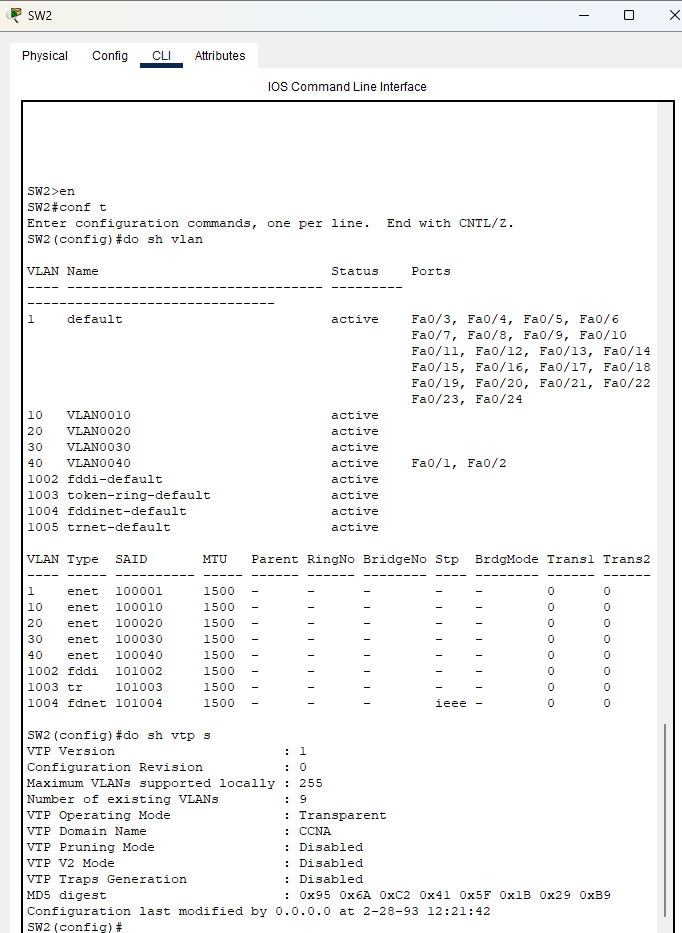 SW2
Physical Config CLI Attributes
IOS Command Line Interface
SW2>en
SW2#conf t
Enter configuration commands, one per line.  End with CNTL/Z.
SW2(config)#do sh vlan
VLAN Name                             Status    Ports
---- -------------------------------- ---------
-------------------------------
1    default                          active    Fa0/3, Fa0/4, Fa0/5, Fa0/6
                                                Fa0/7, Fa0/8, Fa0/9, Fa0/10
                                                Fa0/11, Fa0/12, Fa0/13, Fa0/14
                                                Fa0/15, Fa0/16, Fa0/17, Fa0/18
                                                Fa0/19, Fa0/20, Fa0/21, Fa0/22
                                                Fa0/23, Fa0/24
10   VLAN0010                         active
20   VLAN0020                         active
30   VLAN0030                         active
40   VLAN0040                         active    Fa0/1, Fa0/2
1002 fddi-default                     active
1003 token-ring-default               active
1004 fddinet-default                  active
1005 trnet-default                    active
VLAN Type  SAID       MTU   Parent RingNo BridgeNo Stp  BrdgMode Trans1 Trans2
---- ----- ---------- ----- ------ ------ -------- ---- -------- ------ ------
1    enet  100001     1500  -      -      -        -    -        0      0
10   enet  100010     1500  -      -      -        -    -        0      0
20   enet  100020     1500  -      -      -        -    -        0      0
30   enet  100030     1500  -      -      -        -    -        0      0
40   enet  100040     1500  -      -      -        -    -        0      0
1002 fddi  101002     1500  -      -      -        -    -        0      0
1003 tr    101003     1500  -      -      -        -    -        0      0
1004 fdnet 101004     1500  -      -      -        ieee -        0      0
SW2(config)#do sh vtp s
VTP Version                     : 1
Configuration Revision          : 0
Maximum VLANs supported locally : 255
Number of existing VLANs        : 9
VTP Operating Mode              : Transparent
VTP Domain Name                 : CCNA
VTP Pruning Mode                : Disabled
VTP V2 Mode                     : Disabled
VTP Traps Generation            : Disabled
MD5 digest                      : 0x95 0x6A 0xC2 0x41 0x5F 0x1B 0x29 0xB9
Configuration last modified by 0.0.0.0 at 2-28-93 12:21:42
SW2(config)#